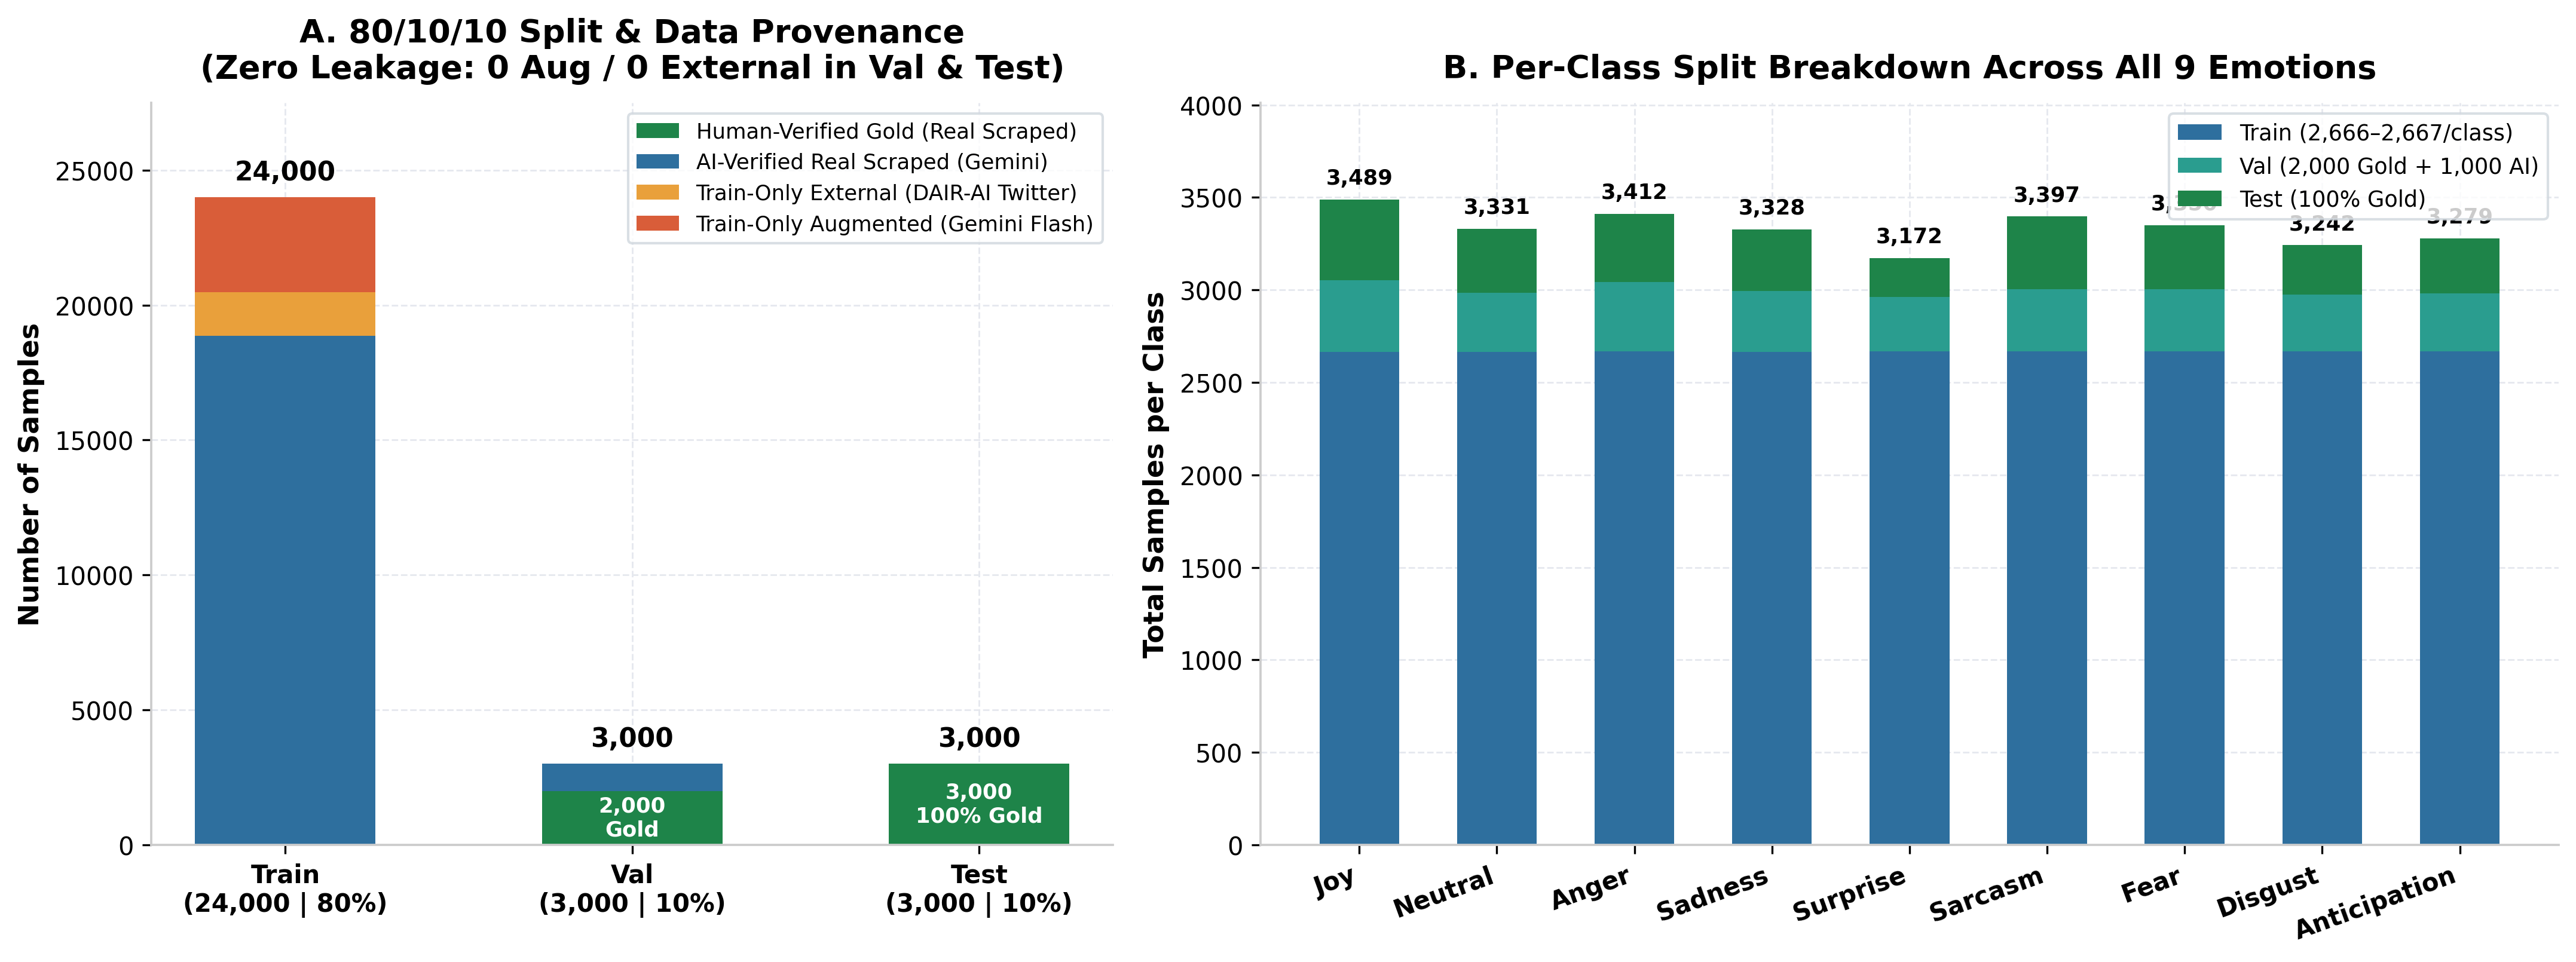 A. 80/10/10 Split & Data Provenance
(Zero Leakage: 0 Aug / 0 External in Val & Test)
Number of Samples
25000
20000
15000
10000
5000
0
Human-Verified Gold (Real Scraped)
AI-Verified Real Scraped (Gemini)
Train-Only External (DAIR-AI Twitter)
Train-Only Augmented (Gemini Flash)
24,000
3,000
3,000
2,000
Gold
3,000
100% Gold
Train
(24,000 | 80%)
Val
(3,000 | 10%)
Test
(3,000 | 10%)
B. Per-Class Split Breakdown Across All 9 Emotions
Total Samples per Class
4000
3500
3000
2500
2000
1500
1000
500
0
Train (2,666–2,667/class)
Val (2,000 Gold + 1,000 AI)
Test (100% Gold)
3,489
3,331
3,412
3,328
3,172
3,397
3,242
3,279
Joy
Neutral
Anger
Sadness
Surprise
Sarcasm
Fear
Disgust
Anticipation